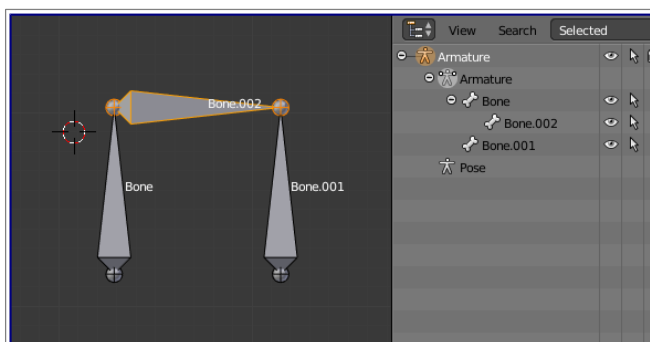 View Search Selected
Armature
Armature
Bone
Bone.002
Bone.001
Pose
Bone.002
Bone
Bone.001